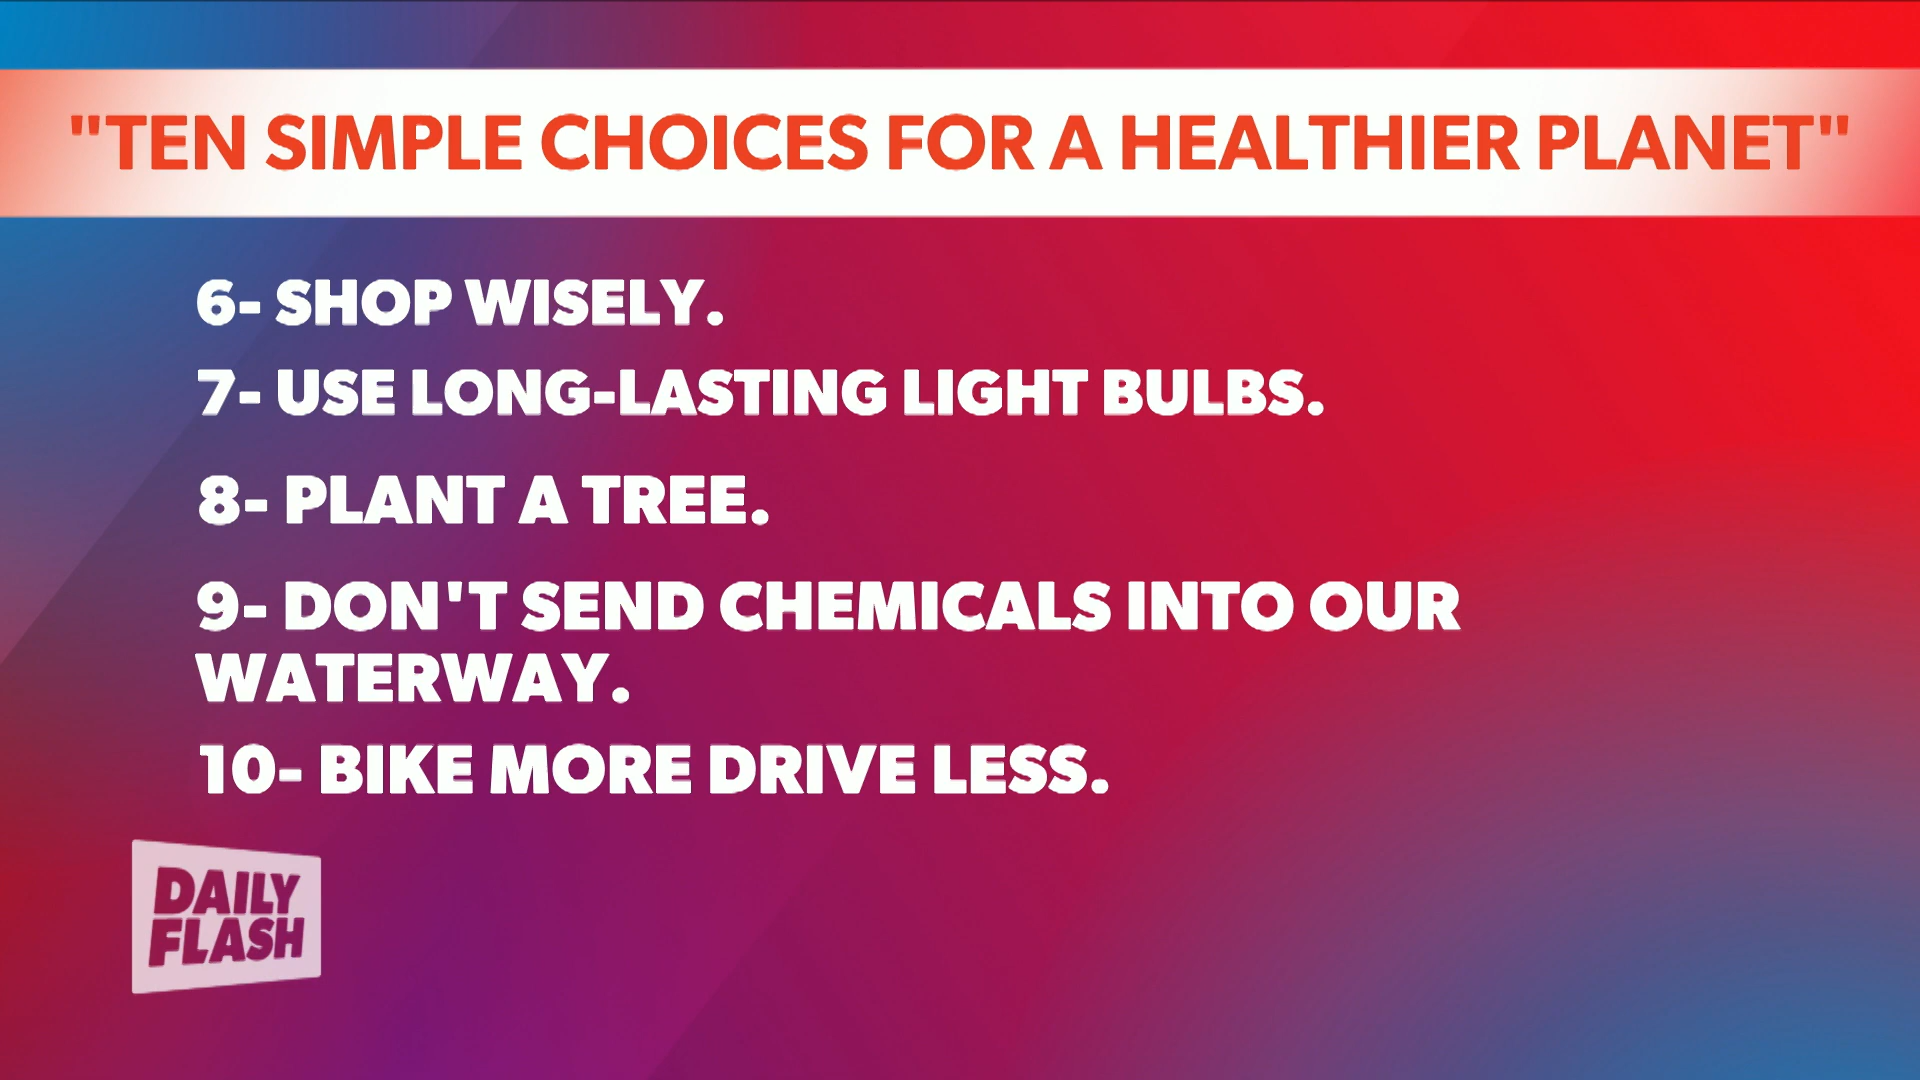 "TEN SIMPLE CHOICES FOR A HEALTHIER PLANET"
6- SHOP WISELY.
7- USE LONG-LASTING LIGHT BULBS.
8- PLANT A TREE.
9- DON'T SEND CHEMICALS INTO OUR
WATERWAY.
10- BIKE MORE DRIVE LESS.
DAILY
FLASH